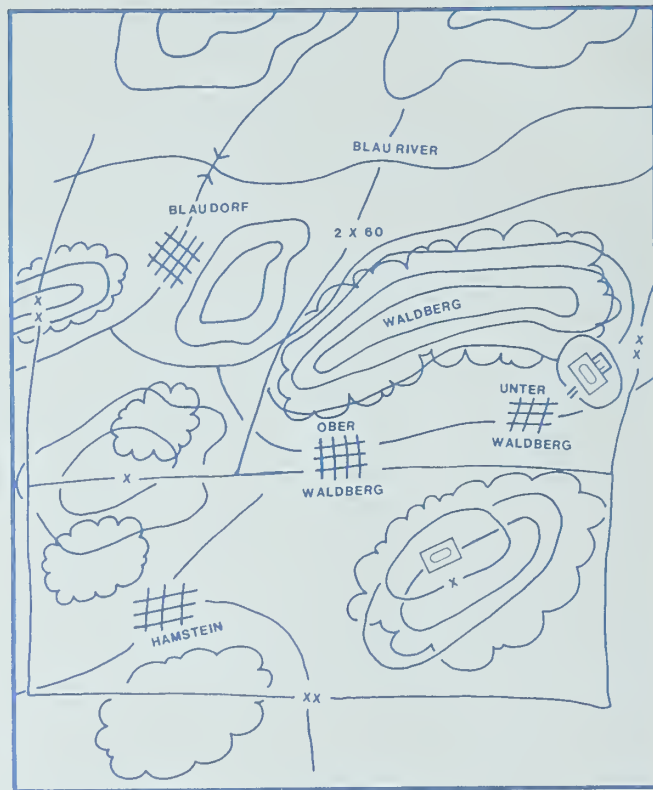 BLAU RIVER
BLAUDORF
2 X 60
WALDBERG
X
X
X
X
UNTER
WALDBERG
OBER
WALDBERG
X
X
HAMSTEIN
XX